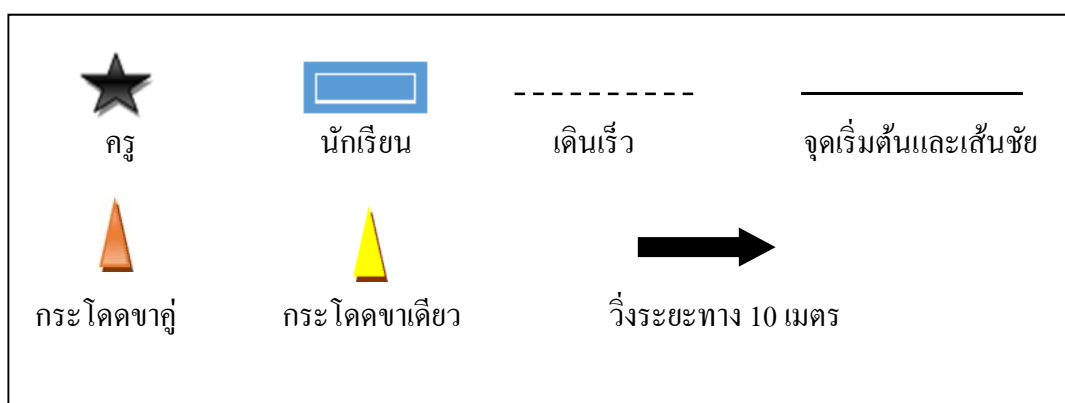 ครู นักเรียน เดินเร็ว จุดเริ่มต้นและเส้นชัย
กระโดดขาคู่ กระโดดขาเดียว วิ่งระยะทาง 10 เมตร